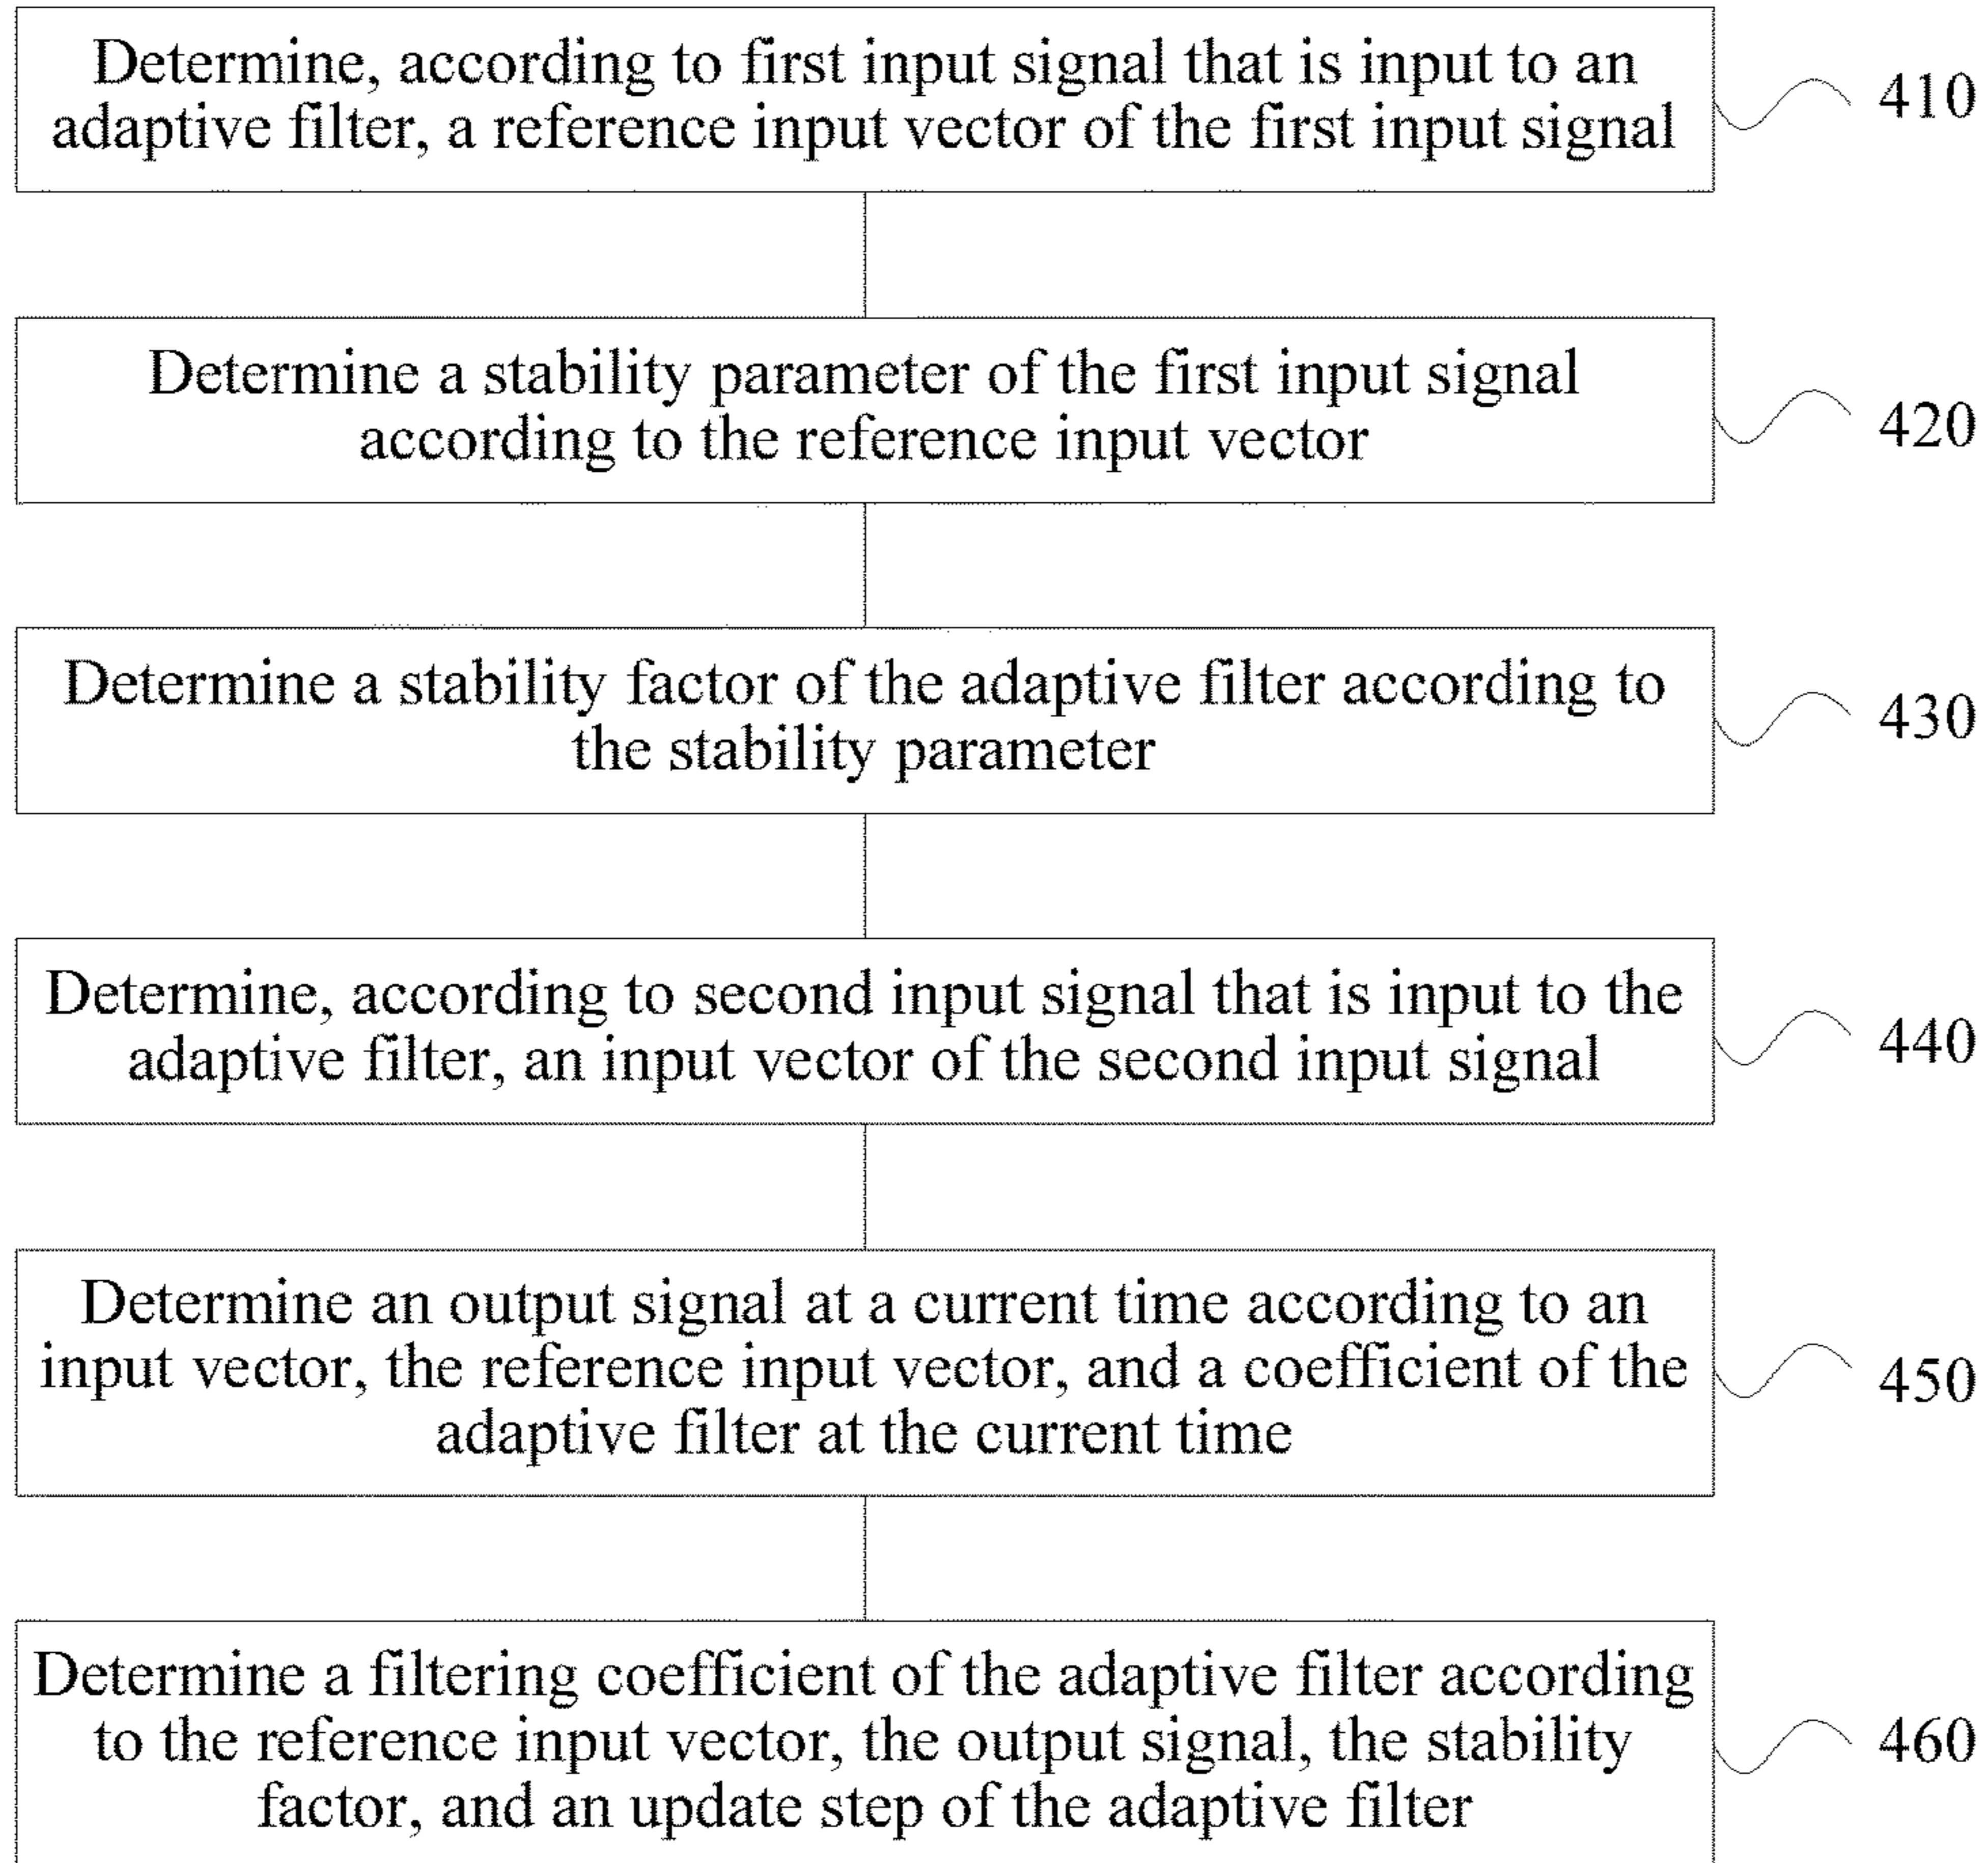 Determine, according to first input signal that is input to an
adaptive filter, a reference input vector of the first input signal
410
Determine a stability parameter of the first input signal
according to the reference input vector
420
Determine a stability factor of the adaptive filter according to
the stability parameter
430
Determine, according to second input signal that is input to the
adaptive filter, an input vector of the second input signal
440
Determine an output signal at a current time according to an
input vector, the reference input vector, and a coefficient of the
adaptive filter at the current time
450
Determine a filtering coefficient of the adaptive filter according
to the reference input vector, the output signal, the stability
factor, and an update step of the adaptive filter
460